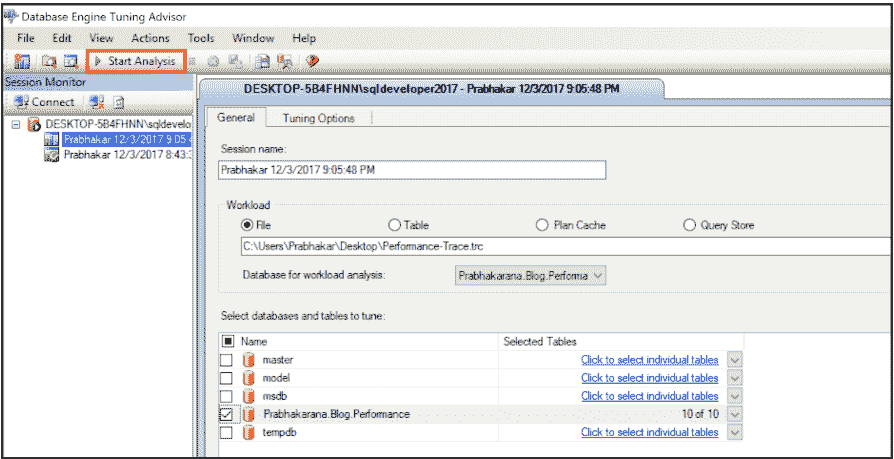 Database Engine Tuning Advisor
File Edit View Actions Tools Window Help
Start Analysis
Session Monitor
Connect
DESKTOP-5B4FHNN\sqldevelo
Prabhakar 12/3/2017 9:05:4
Prabhakar 12/3/2017 8:43:3
DESKTOP-5B4FHNN\sqldeveloper2017 - Prabhakar 12/3/2017 9:05:48 PM
General Tuning Options
Session name:
Prabhakar 12/3/2017 9:05:48 PM
Workload
File Table Plan Cache Query Store
C:\Users\Prabhakar\Desktop\Performance-Trace.trc
Database for workload analysis: Prabhakarana.Blog.Performa
Select databases and tables to tune:
Name Selected Tables
master Click to select individual tables
model Click to select individual tables
msdb Click to select individual tables
Prabhakarana.Blog.Performance 10 of 10
tempdb Click to select individual tables